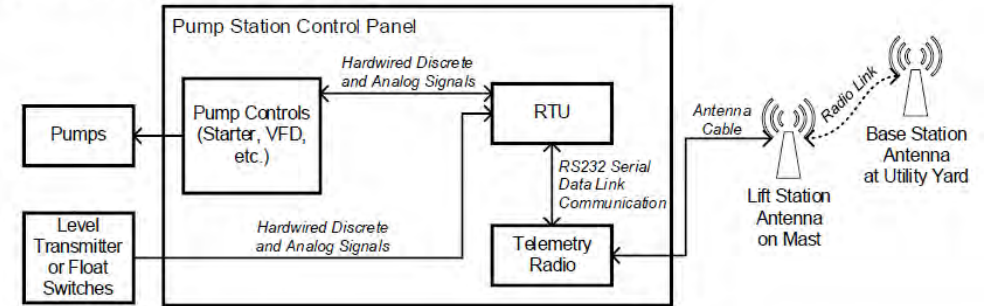 Pump Station Control Panel
Hardwired Discrete
and Analog Signals
Pumps
Pump Controls
(Starter, VFD,
etc.)
RTU
Antenna
Cable
Radio Link
Base Station
Antenna
at Utility Yard
RS232 Serial
Data Link
Communication
Lift Station
Antenna
on Mast
Level
Transmitter
or Float
Switches
Hardwired Discrete
and Analog Signals
Telemetry
Radio